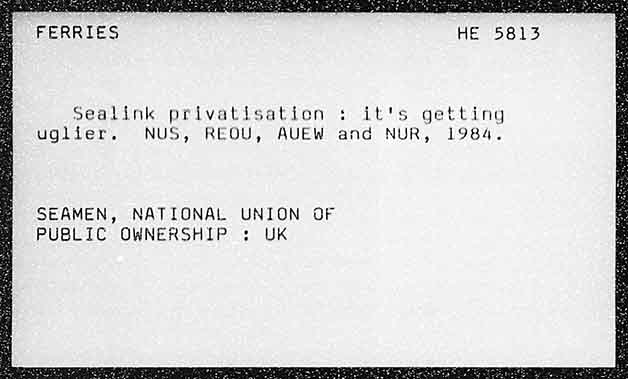 FERRIES HE 5813
Sealink privatisation : it's getting
uglier. NUS, REOU, AUEW and NUR, 1984.
SEAMEN, NATIONAL UNION OF
PUBLIC OWNERSHIP : UK